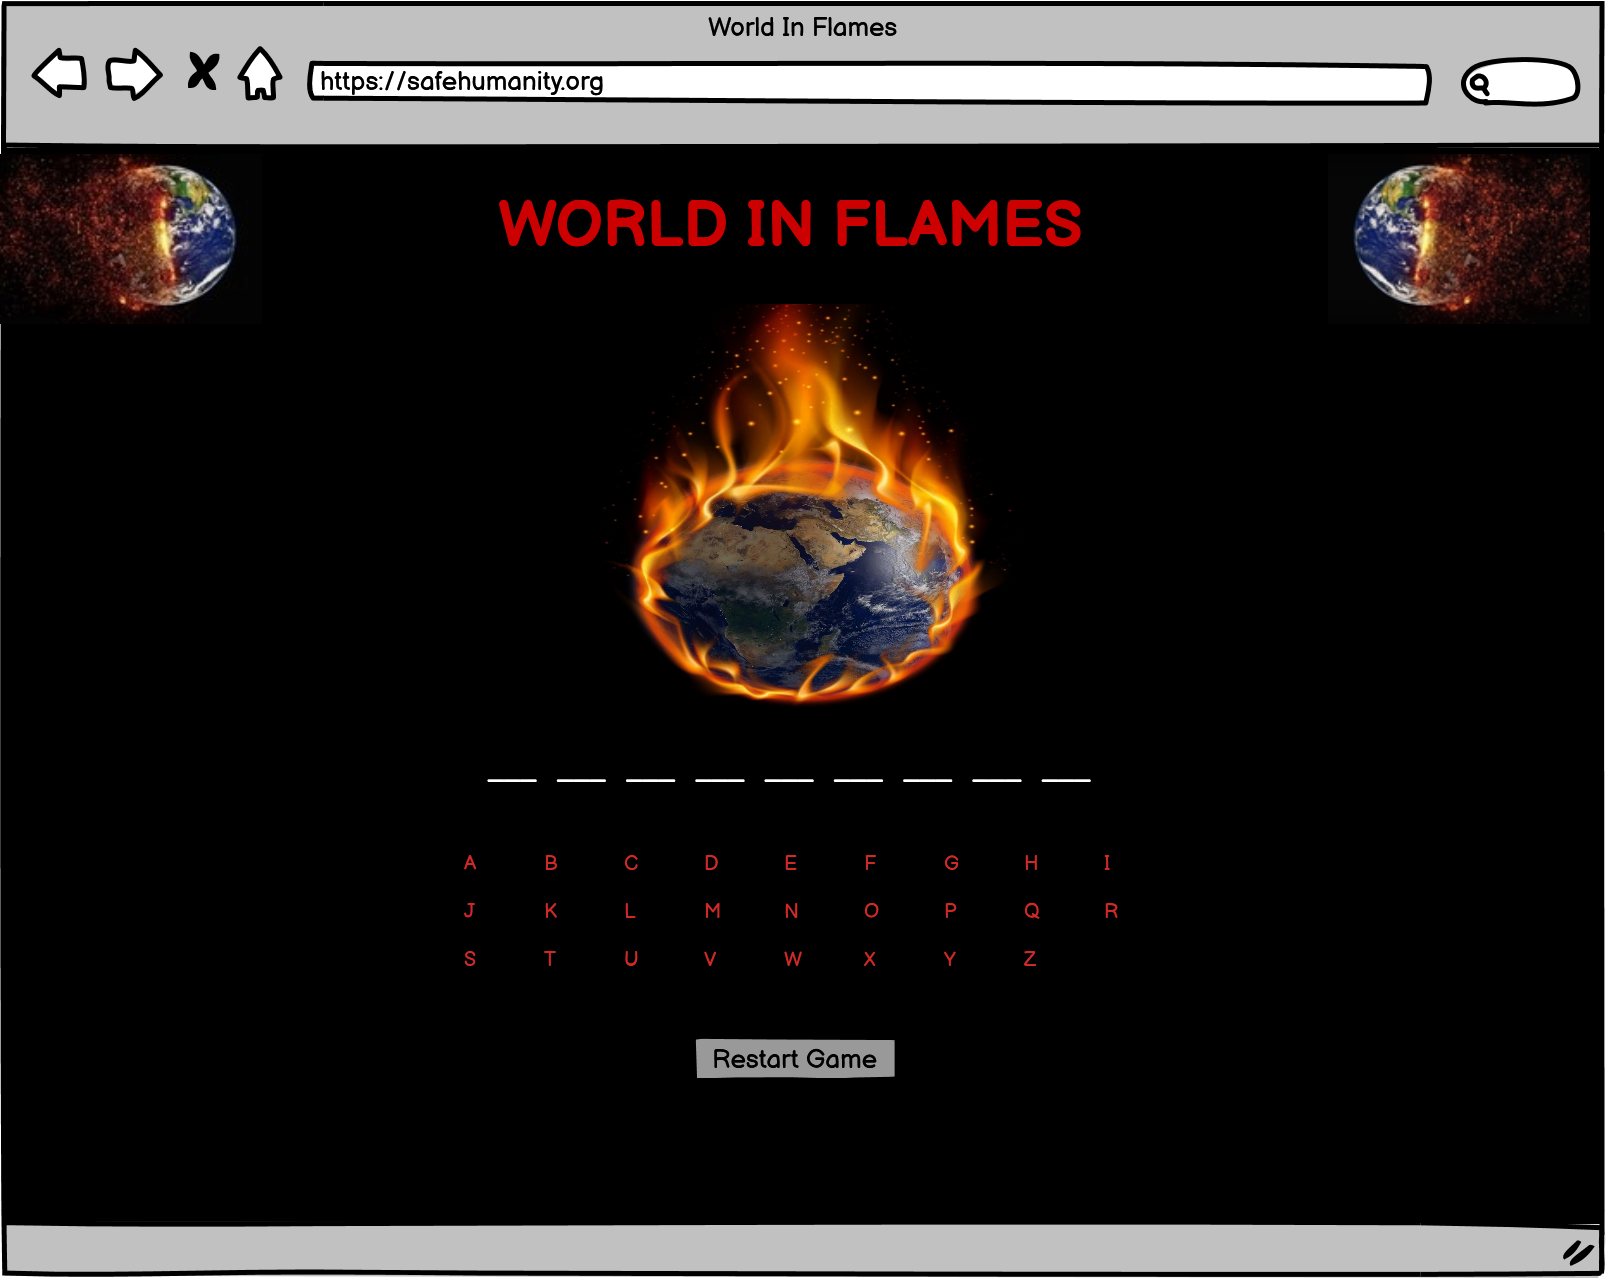 World In Flames
https://safehumanity.org
WORLD IN FLAMES
A B C D E F G H I
J K L M N O P Q R
S T U V W X Y Z
Restart Game